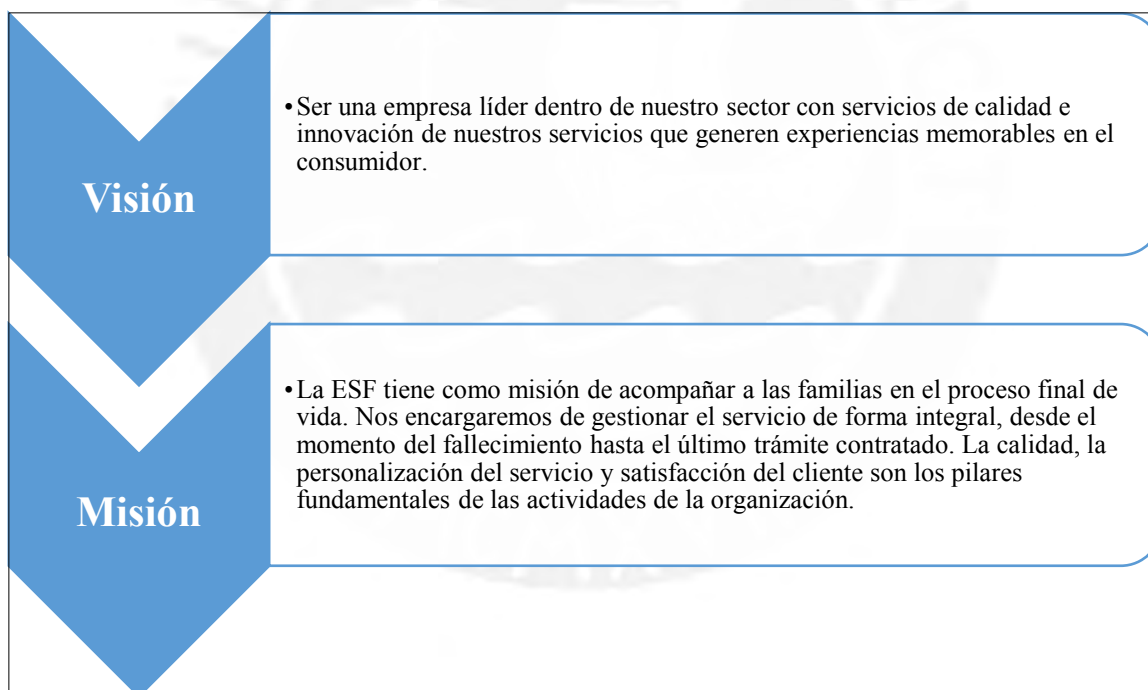 Visión
•Ser una empresa líder dentro de nuestro sector con servicios de calidad e
innovación de nuestros servicios que generen experiencias memorables en el
consumidor.
Misión
•La ESF tiene como misión de acompañar a las familias en el proceso final de
vida. Nos encargaremos de gestionar el servicio de forma integral, desde el
momento del fallecimiento hasta el último trámite contratado. La calidad, la
personalización del servicio y satisfacción del cliente son los pilares
fundamentales de las actividades de la organización.